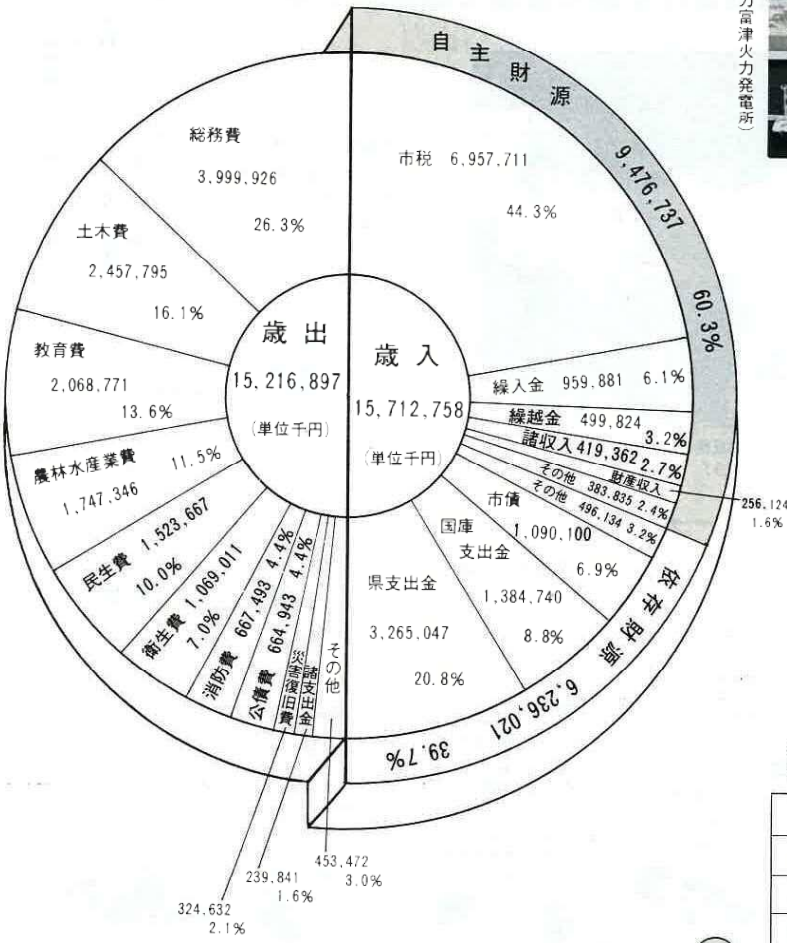 力富津火力発電所）
自主財源
9,476,737
60.3%
市税 6,957,711
44.3%
繰入金 959,881 6.1%
繰越金 499,824
3.2%
諸収入 419,362 2.7%
財産収入
256,124
1.6%
その他 383,835 2.4%
その他 496,134 3.2%
市債
1,090,100
6.9%
国庫
支出金
1,384,740
8.8%
県支出金
3,265,047
20.8%
依存財源
6,236,021
39.7%
歳入
15,712,758
(単位千円)
歳出
15,216,897
(単位千円)
総務費
3,999,926
26.3%
土木費
2,457,795
16.1%
教育費
2,068,771
13.6%
農林水産業費 11.5%
1,747,346
民生費 1,523,667
10.0%
衛生費 1,069,011
7.0%
消防費 667,493 4.4%
公債費 664,943 4.4%
災害復旧費
324,632
2.1%
諸支出金
239,841
1.6%
その他
453,472
3.0%